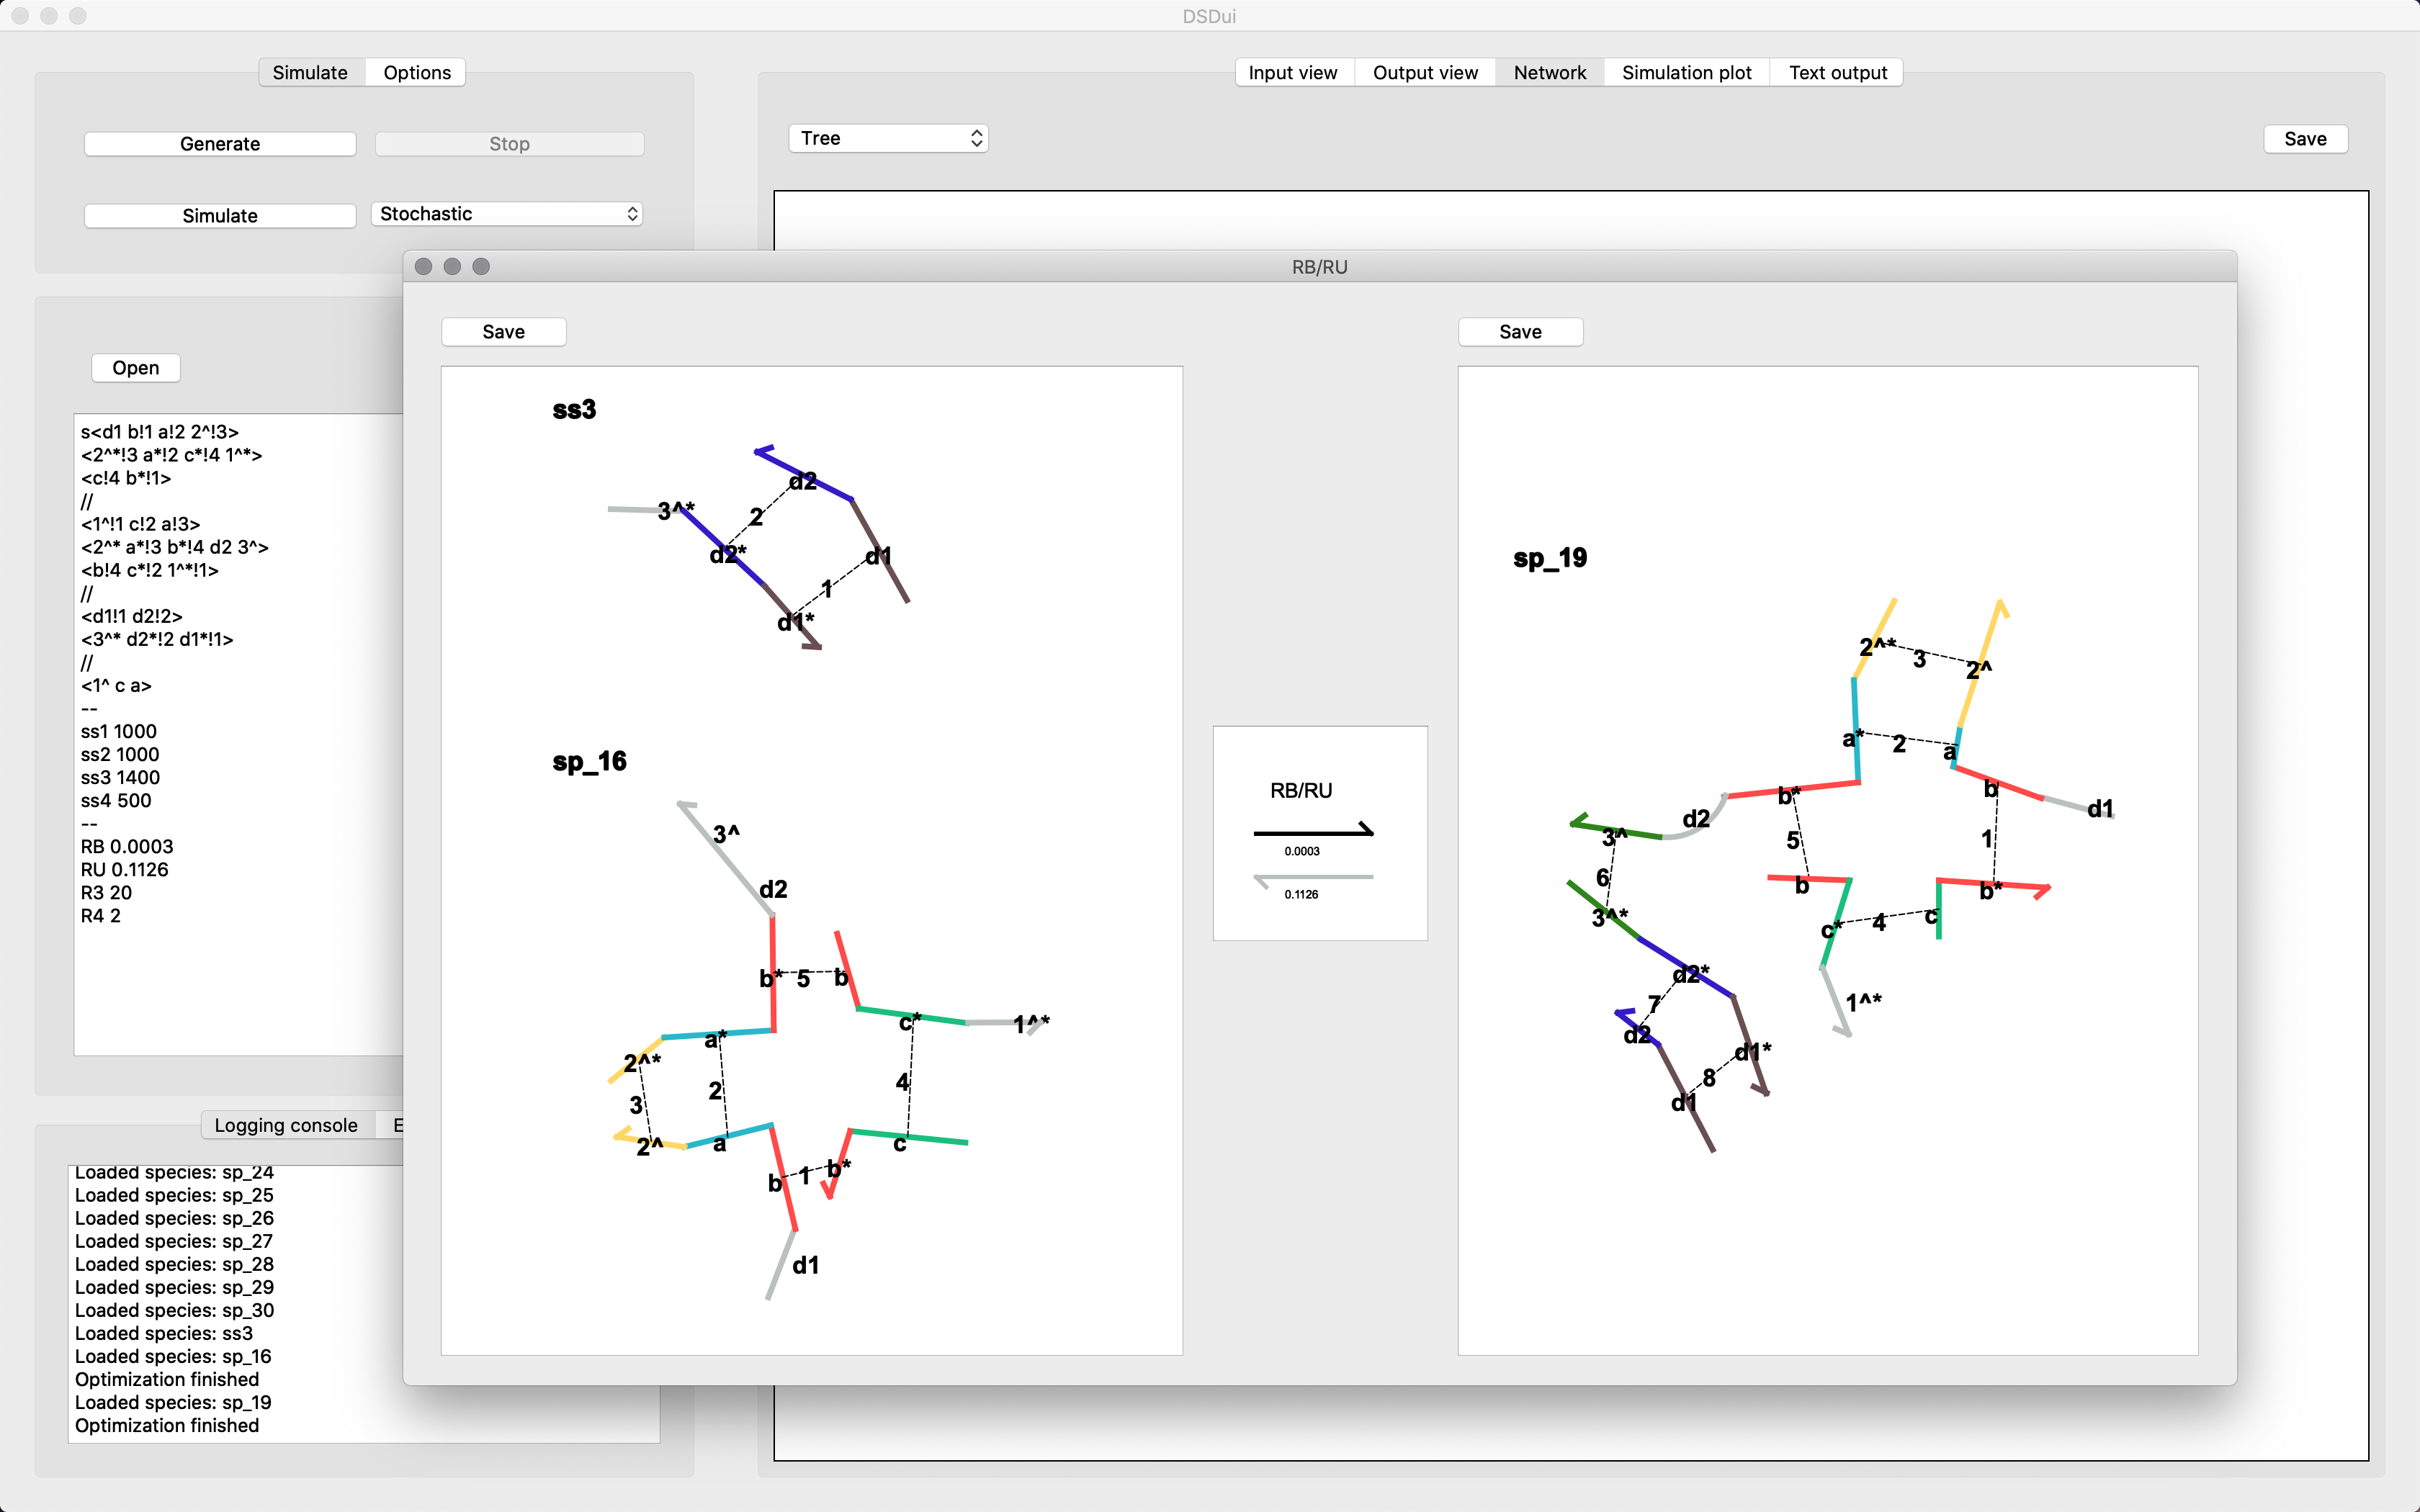 DSDui
Simulate Options
Input view Output view Network Simulation plot Text output
Generate Stop
Tree Save
Simulate Stochastic
RB/RU
Save Save
Open
s<d1 b!1 a!2 2^!3>
<2^*!3 a*!2 c*!4 1^*>
<c!4 b*!1>
//
<1^!1 c!2 a!3>
<2^* a*!3 b*!4 d2 3^>
<b!4 c*!2 1^*!1>
//
<d1!1 d2!2>
<3^* d2*!2 d1*!1>
//
<1^ c a>
--
ss1 1000
ss2 1000
ss3 1400
ss4 500
--
RB 0.0003
RU 0.1126
R3 20
R4 2
Logging console E
Loaded species: sp_24
Loaded species: sp_25
Loaded species: sp_26
Loaded species: sp_27
Loaded species: sp_28
Loaded species: sp_29
Loaded species: sp_30
Loaded species: ss3
Loaded species: sp_16
Optimization finished
Loaded species: sp_19
Optimization finished
ss3
d2
3^*
2
d2*
d1
1
d1*
sp_16
3^
d2
b* 5 b
c* 1^*
a*
2^*
2
4
3
2^ a c
b 1 b*
d1
RB/RU
0.0003
0.1126
sp_19
2^* 3 2^
a* 2 a
b* b
d2 d1
3^ 5 1
6 b b*
3^* c* 4 c
d2*
7 1^*
d2 d1*
8
d1